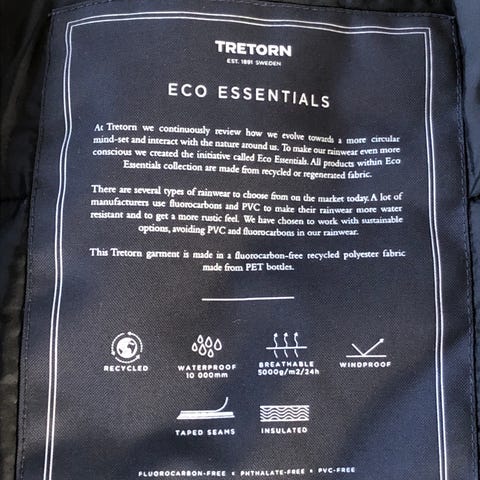 TRETORN
EST. 1891 SWEDEN
ECO ESSENTIALS
At Tretorn we continuously review how we evolve towards a more circular
mind-set and interact with the nature around us. To make our rainwear even more
conscious we created the initiative called Eco Essentials. All products within Eco
Essentials collection are made from recycled or regenerated fabric.
There are several types of rainwear to choose from on the market today. A lot of
manufacturers use fluorocarbons and PVC to make their rainwear more water
resistant and to get a more rustic feel. We have chosen to work with sustainable
options, avoiding PVC and fluorocarbons in our rainwear.
This Tretorn garment is made in a fluorocarbon-free recycled polyester fabric
made from PET bottles.
RECYCLED
WATERPROOF
10 000mm
BREATHABLE
5000g/m2/24h
WINDPROOF
TAPED SEAMS
INSULATED
FLUOROCARBON-FREE x PHTHALATE-FREE x PVC-FREE